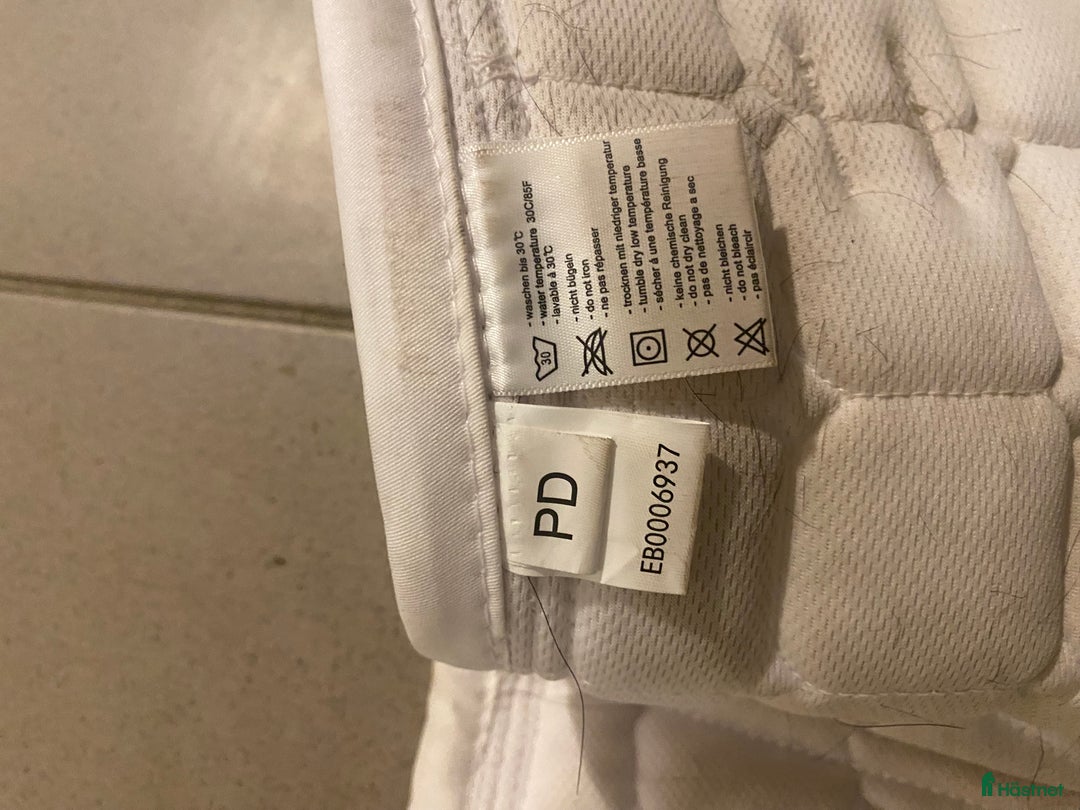 - waschen bis 30°C
- water temperature 30C/85F
- lavable à 30°C
30
- nicht bügeln
- do not iron
- ne pas répasser
- trocknen mit niedriger temperatur
- tumble dry low temperature
- sécher à une température basse
- keine chemische Reinigung
- do not dry clean
- pas de nettoyage a sec
- nicht bleichen
- do not bleach
- pas éclaircir
PD
EB0006937
Hästnet